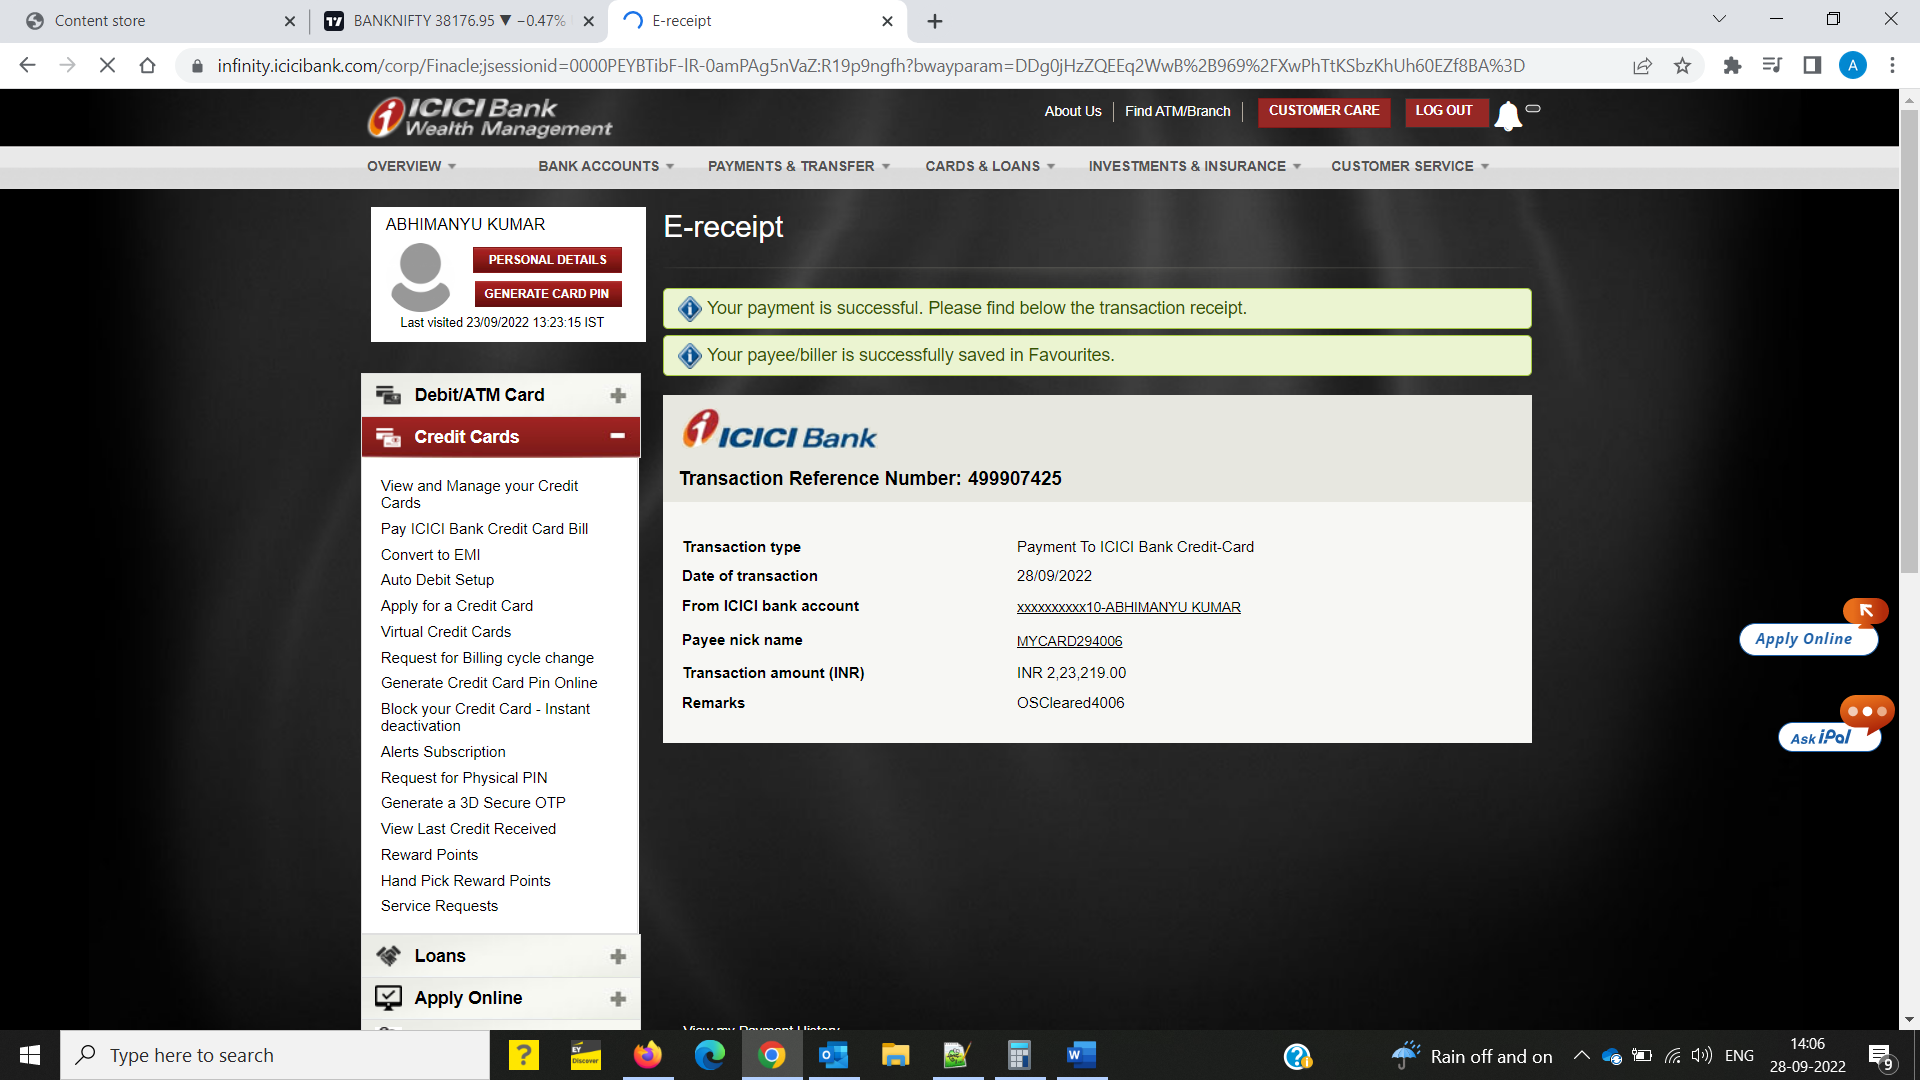 Content store
BANKNIFTY 38176.95 ▼ −0.47%
E-receipt
infinity.icicibank.com/corp/Finacle;jsessionid=0000PEYBTibF-lR-0amPAg5nVaZ:R19p9ngfh?bwayparam=DDg0jHzZQEEq2WwB%2B969%2FXwPhTtKSbzKhUh60EZf8BA%3D
A
ICICI Bank
Wealth Management
About Us
Find ATM/Branch
CUSTOMER CARE
LOG OUT
OVERVIEW
BANK ACCOUNTS
PAYMENTS & TRANSFER
CARDS & LOANS
INVESTMENTS & INSURANCE
CUSTOMER SERVICE
ABHIMANYU KUMAR
PERSONAL DETAILS
GENERATE CARD PIN
Last visited 23/09/2022 13:23:15 IST
Debit/ATM Card
Credit Cards
View and Manage your Credit
Cards
Pay ICICI Bank Credit Card Bill
Convert to EMI
Auto Debit Setup
Apply for a Credit Card
Virtual Credit Cards
Request for Billing cycle change
Generate Credit Card Pin Online
Block your Credit Card - Instant
deactivation
Alerts Subscription
Request for Physical PIN
Generate a 3D Secure OTP
View Last Credit Received
Reward Points
Hand Pick Reward Points
Service Requests
Loans
Apply Online
E-receipt
Your payment is successful. Please find below the transaction receipt.
Your payee/biller is successfully saved in Favourites.
ICICI Bank
Transaction Reference Number: 499907425
Transaction type Payment To ICICI Bank Credit-Card
Date of transaction 28/09/2022
From ICICI bank account xxxxxxxxxx10-ABHIMANYU KUMAR
Payee nick name MYCARD294006
Transaction amount (INR) INR 2,23,219.00
Remarks OSCleared4006
View my Payment History
Apply Online
Ask iPal
Type here to search
EY
Discover
Rain off and on
ENG
14:06
28-09-2022
9